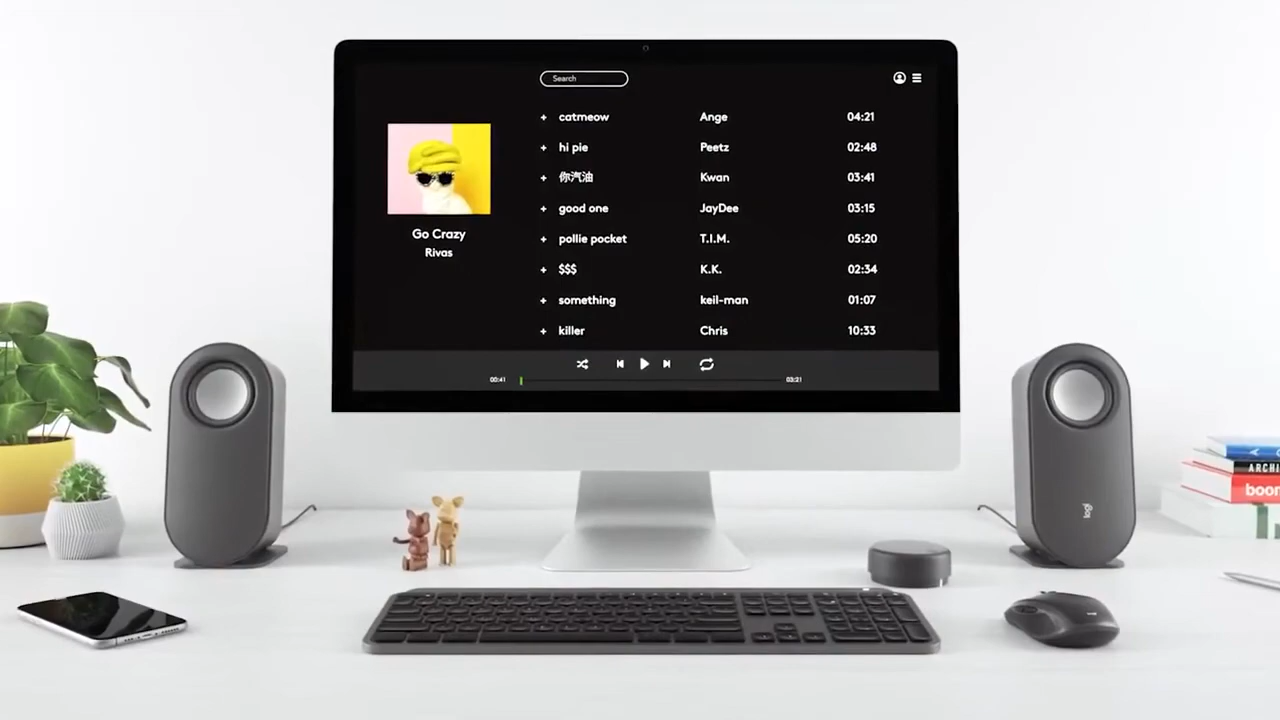 Search
Go Crazy
Rivas
+ catmeow Ange 04:21
+ hi pie Peetz 02:48
+ 你汽油 Kwan 03:41
+ good one JayDee 03:15
+ pollie pocket T.I.M. 05:20
+ $$$ K.K. 02:34
+ something keil-man 01:07
+ killer Chris 10:33
00:41 03:21
logi
ARCHI
boom